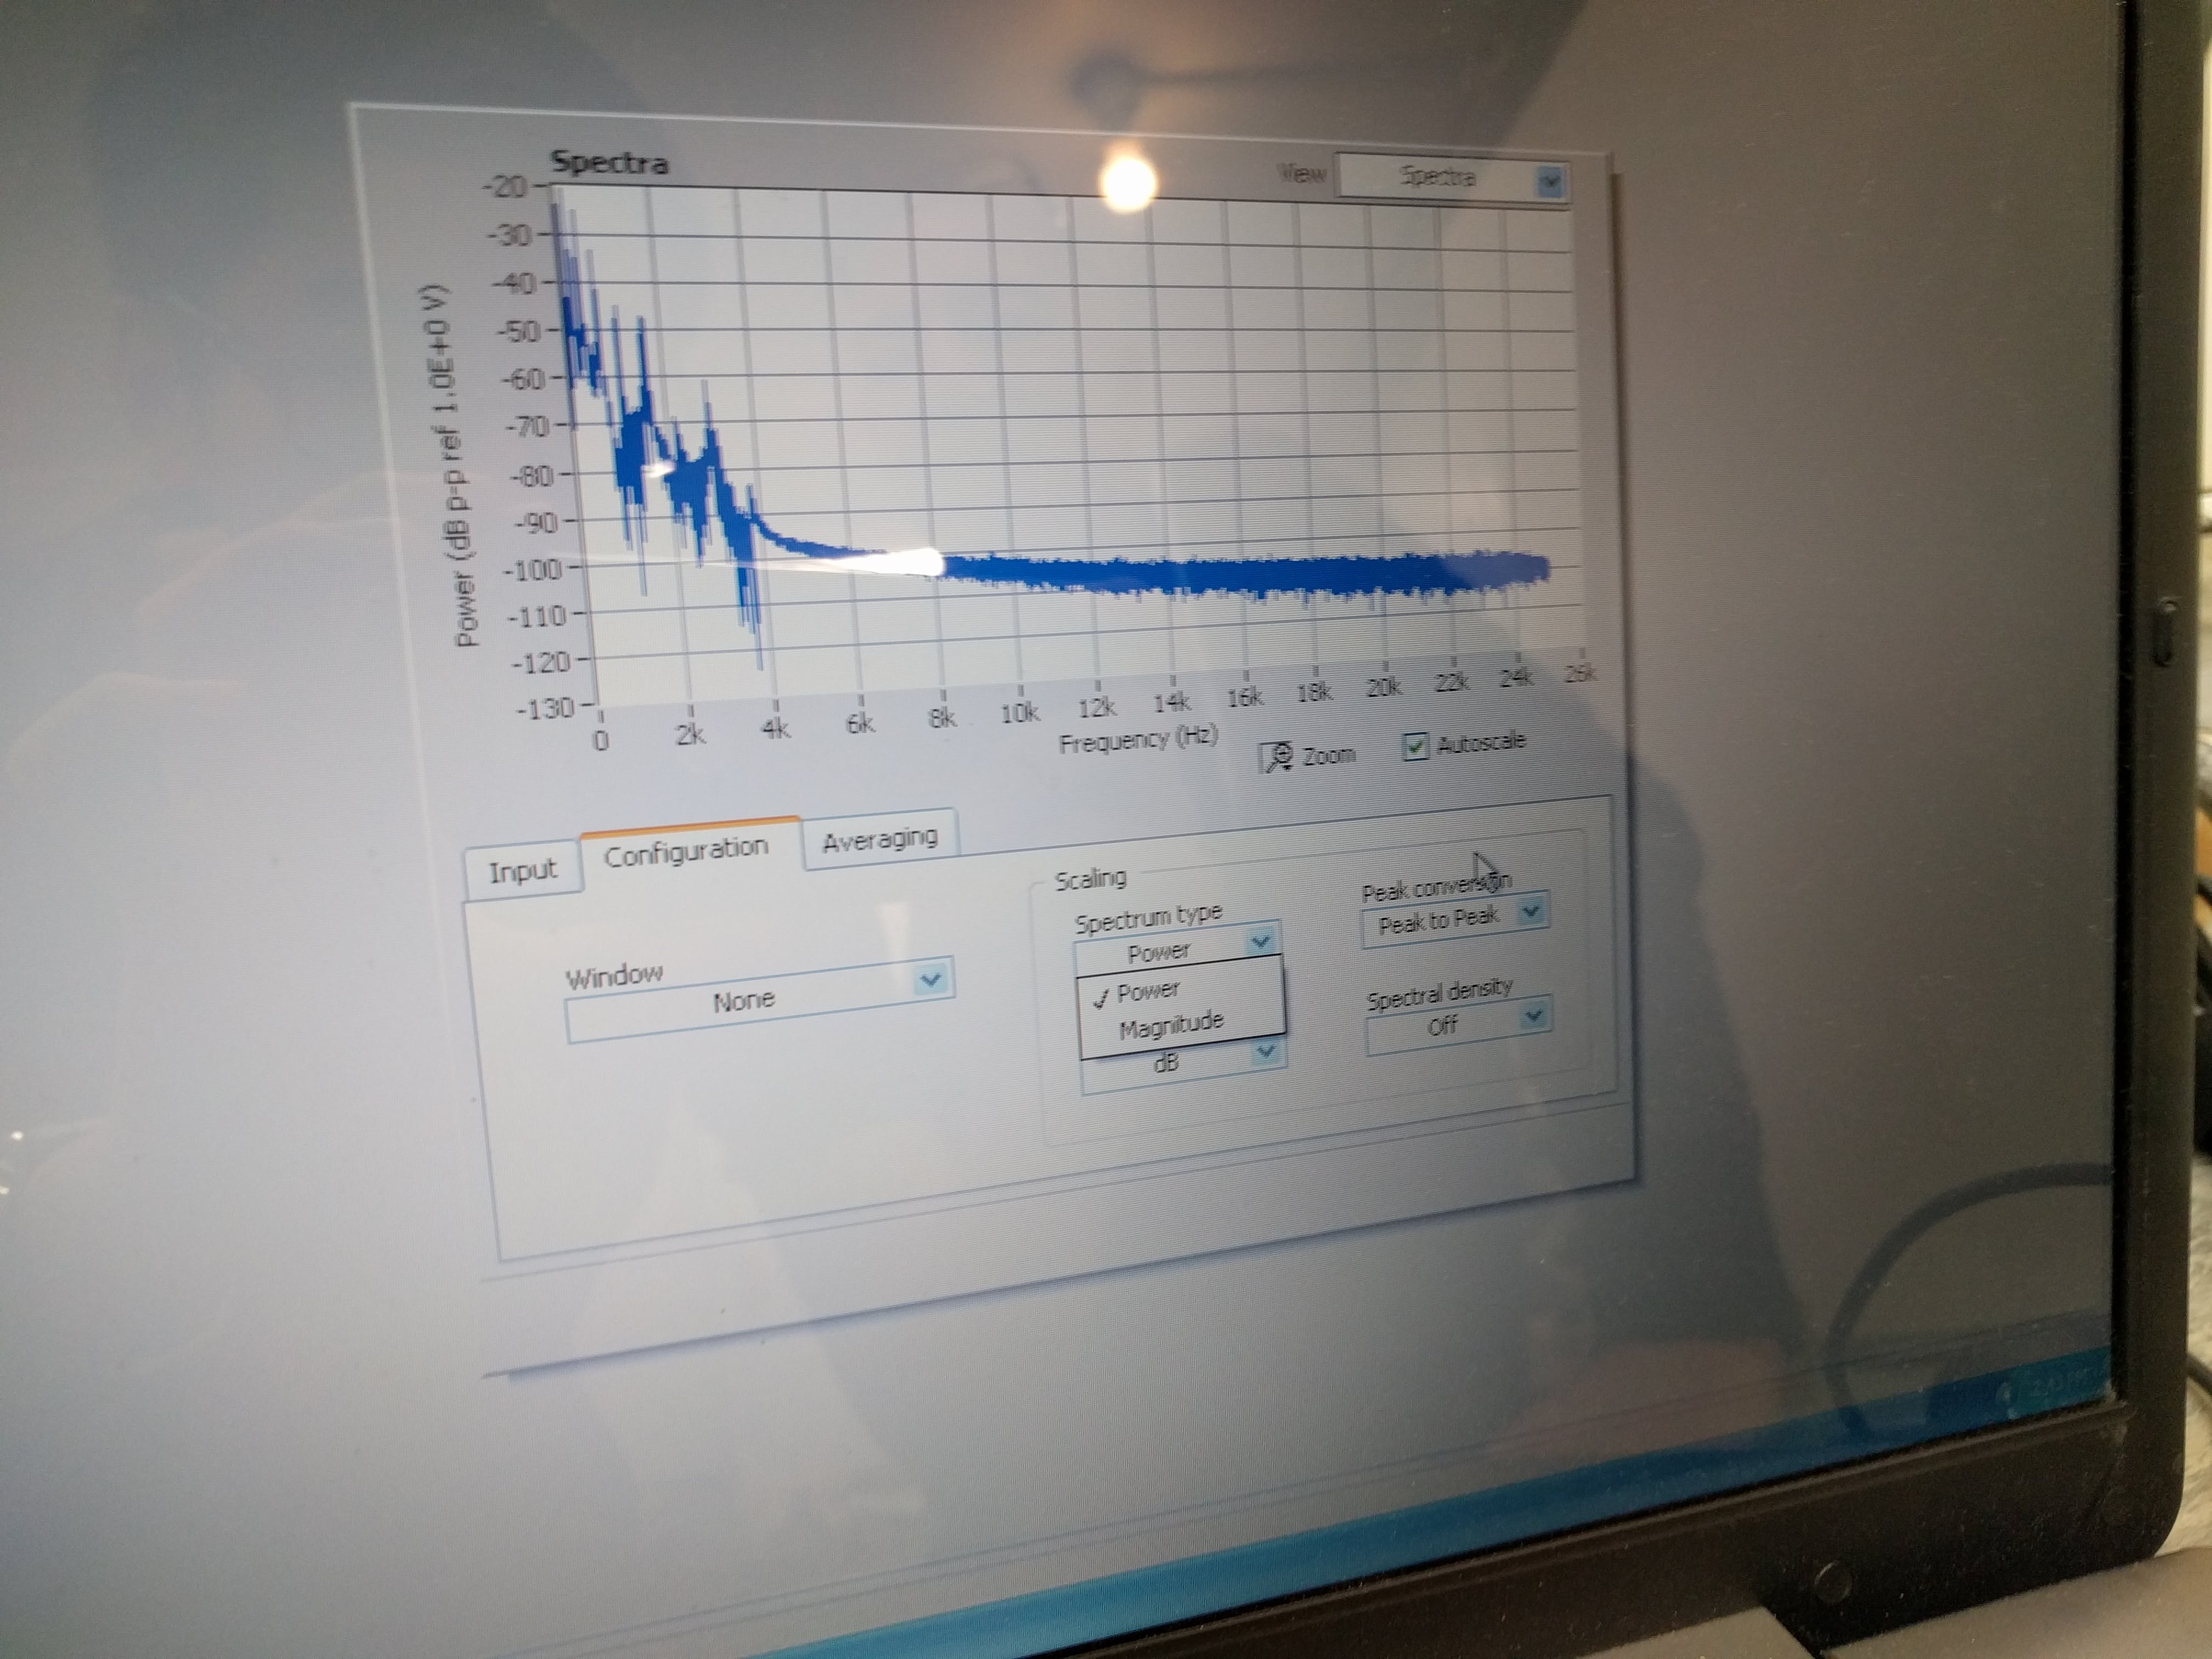 Spectra
View Spectra
-20
-30
-40
-50
-60
-70
-80
-90
-100
-110
-120
-130
Power (dB p-p ref 1.0E+0 V)
0 2k 4k 6k 8k 10k 12k 14k 16k 18k 20k 22k 24k 26k
Frequency (Hz)
Zoom
Autoscale
Input Configuration Averaging
Window
None
Scaling
Spectrum type
Power
Power
Magnitude
dB
Peak conversion
Peak to Peak
Spectral density
Off